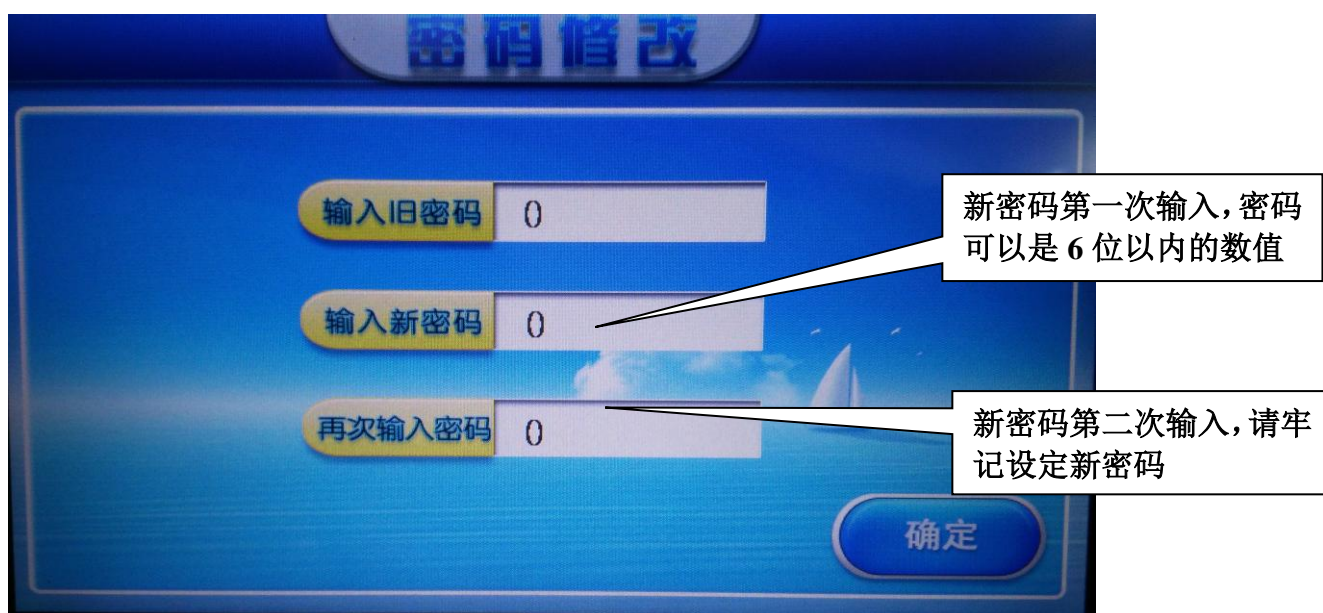 密码修改
输入旧密码 0
新密码第一次输入，密码
可以是 6 位以内的数值
输入新密码 0
再次输入密码 0
新密码第二次输入，请牢
记设定新密码
确定